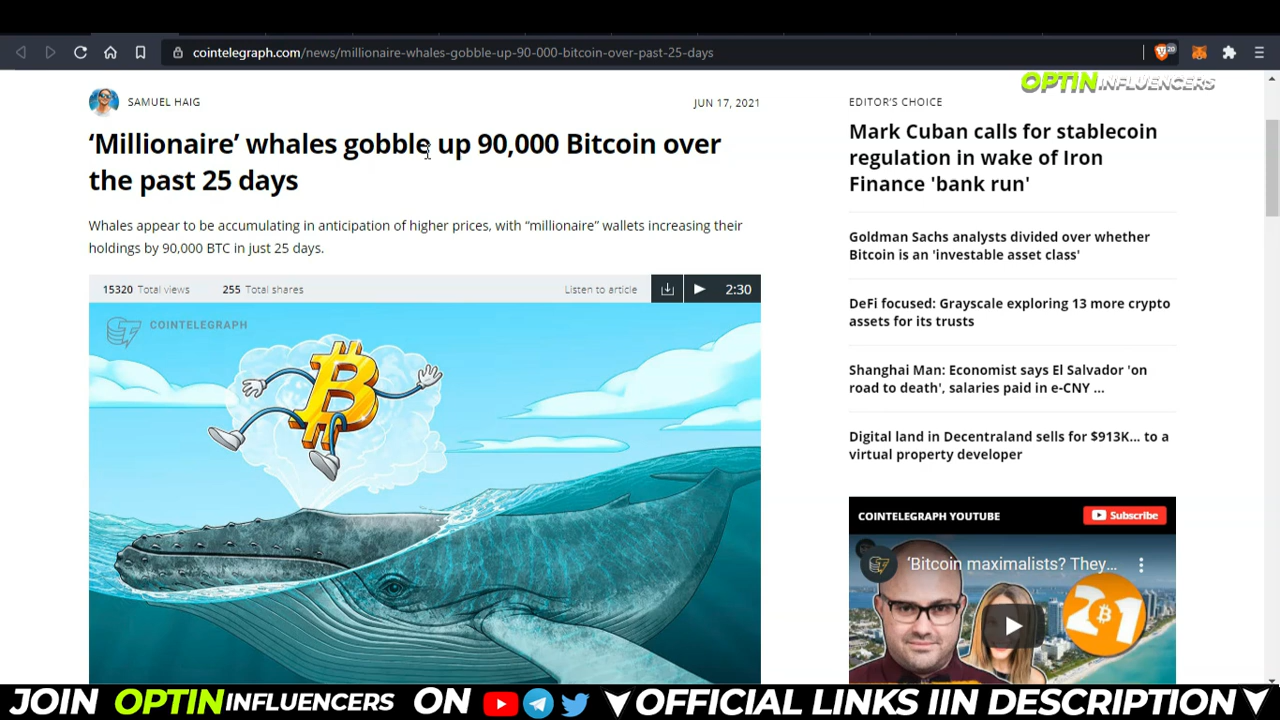 cointelegraph.com/news/millionaire-whales-gobble-up-90-000-bitcoin-over-past-25-days
20
OPTIN INFLUENCERS
SAMUEL HAIG
JUN 17, 2021
‘Millionaire’ whales gobble up 90,000 Bitcoin over
the past 25 days
Whales appear to be accumulating in anticipation of higher prices, with “millionaire” wallets increasing their
holdings by 90,000 BTC in just 25 days.
15320 Total views
255 Total shares
Listen to article
2:30
COINTELEGRAPH
EDITOR'S CHOICE
Mark Cuban calls for stablecoin
regulation in wake of Iron
Finance 'bank run'
Goldman Sachs analysts divided over whether
Bitcoin is an 'investable asset class'
DeFi focused: Grayscale exploring 13 more crypto
assets for its trusts
Shanghai Man: Economist says El Salvador 'on
road to death', salaries paid in e-CNY ...
Digital land in Decentraland sells for $913K... to a
virtual property developer
COINTELEGRAPH YOUTUBE
Subscribe
‘Bitcoin maximalists? They…
21
JOIN OPTIN INFLUENCERS ON OFFICIAL LINKS IIN DESCRIPTION